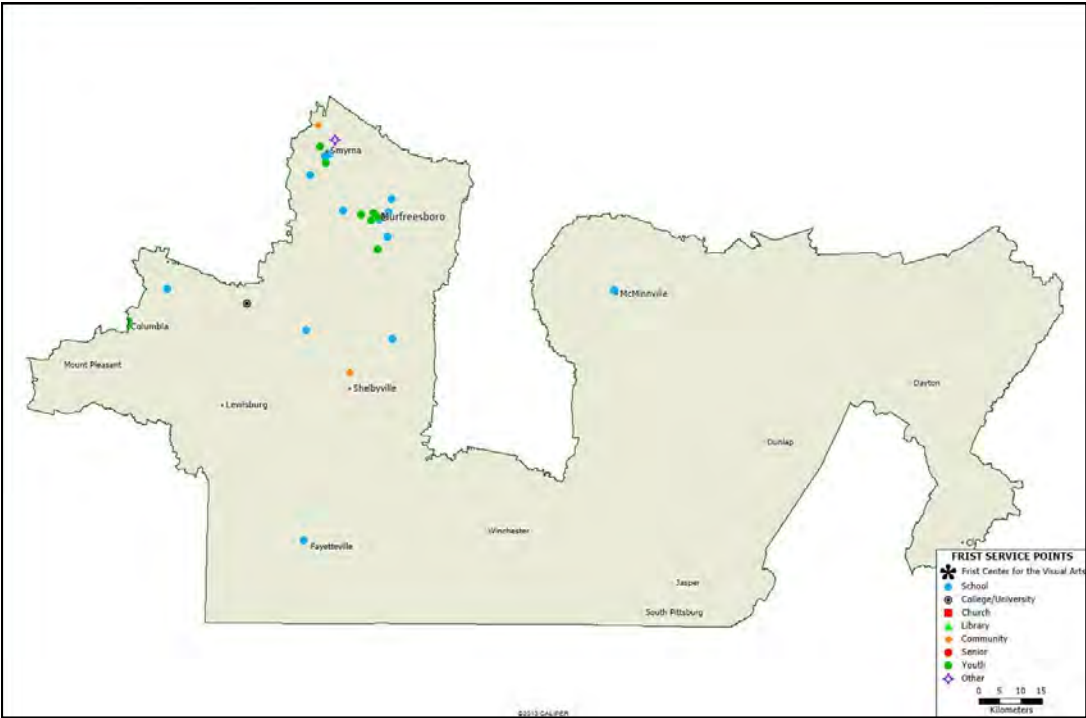 Smyrna
Murfreesboro
McMinnville
Columbia
Mount Pleasant
Dayton
Shelbyville
Lewisburg
Dunlap
Winchester
Fayetteville
Jasper
South Pittsburg
FRIST SERVICE POINTS
Frist Center for the Visual Arts
School
College/University
Church
Library
Community
Senior
Youth
Other
0 5 10 15
Kilometers
©2013 CALIPER